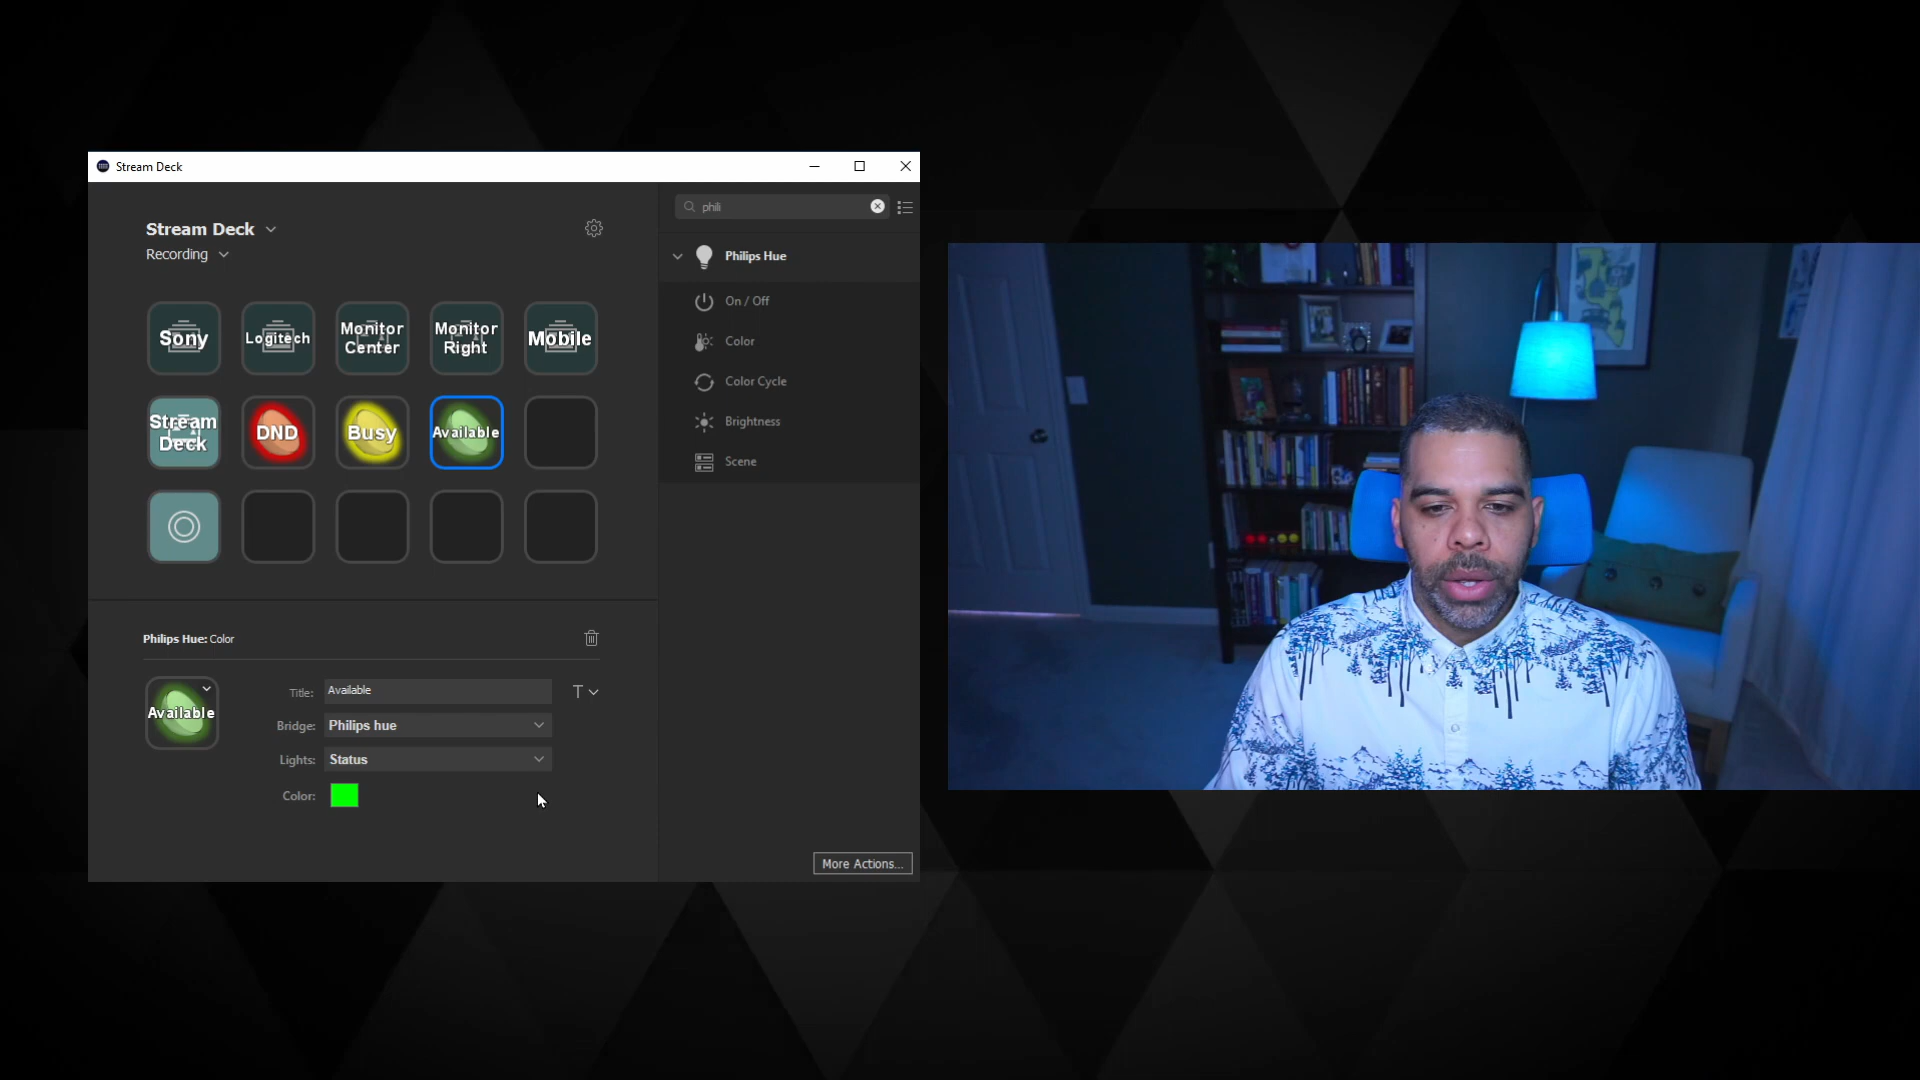 Stream Deck
Stream Deck
Recording
phili
Philips Hue
On / Off
Color
Color Cycle
Brightness
Scene
Sony
Logitech
Monitor
Center
Monitor
Right
Mobile
Stream
Deck
DND
Busy
Available
Philips Hue: Color
Available
Title:
Available
T
Bridge:
Philips hue
Lights:
Status
Color:
More Actions...